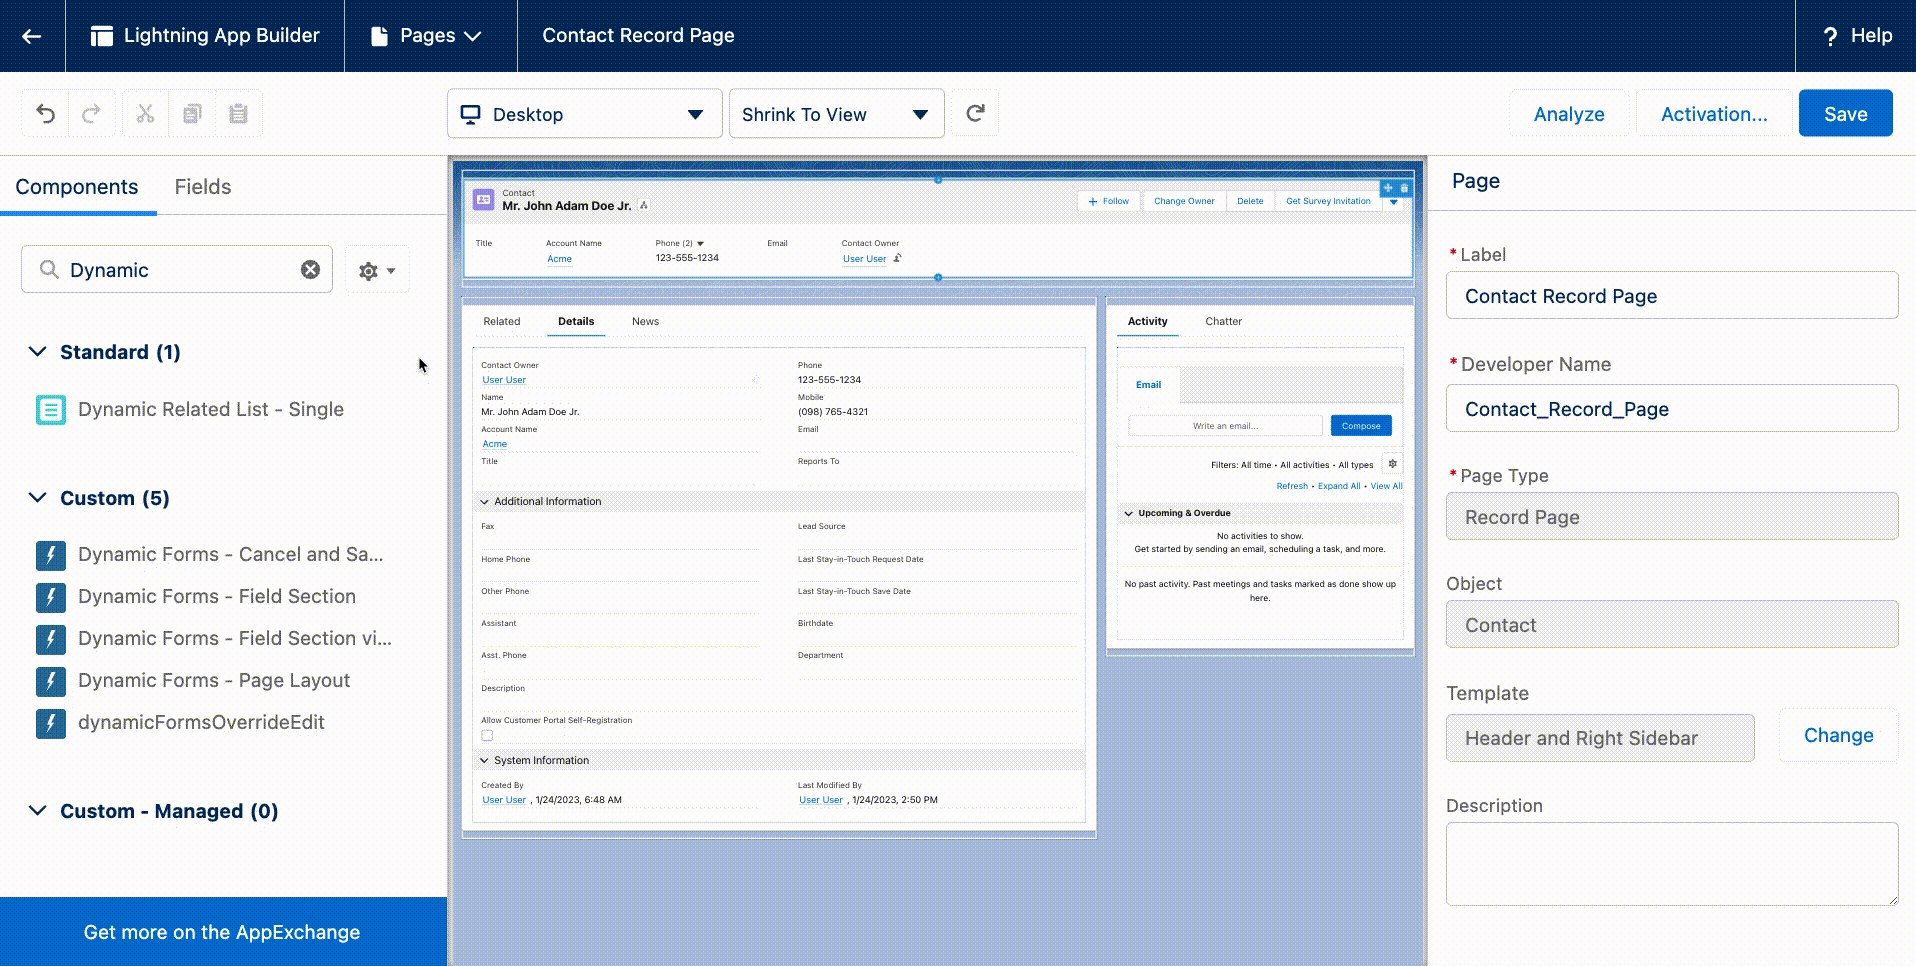 Lightning App Builder
Pages
Contact Record Page
? Help
Desktop
Shrink To View
Analyze
Activation...
Save
Components
Fields
Dynamic
Standard (1)
Dynamic Related List - Single
Custom (5)
Dynamic Forms - Cancel and Sa...
Dynamic Forms - Field Section
Dynamic Forms - Field Section vi...
Dynamic Forms - Page Layout
dynamicFormsOverrideEdit
Custom - Managed (0)
Get more on the AppExchange
Contact
Mr. John Adam Doe Jr.
+ Follow
Change Owner
Delete
Get Survey Invitation
Title
Account Name
Phone (2)
Email
Contact Owner
Acme
123-555-1234
User User
Related
Details
News
Contact Owner
User User
Phone
123-555-1234
Name
Mr. John Adam Doe Jr.
Mobile
(098) 765-4321
Account Name
Acme
Email
Title
Reports To
Additional Information
Fax
Lead Source
Home Phone
Last Stay-in-Touch Request Date
Other Phone
Last Stay-in-Touch Save Date
Assistant
Birthdate
Asst. Phone
Department
Description
Allow Customer Portal Self-Registration
System Information
Created By
User User , 1/24/2023, 6:48 AM
Last Modified By
User User , 1/24/2023, 2:50 PM
Activity
Chatter
Email
Write an email...
Compose
Filters: All time • All activities • All types
Refresh • Expand All • View All
Upcoming & Overdue
No activities to show.
Get started by sending an email, scheduling a task, and more.
No past activity. Past meetings and tasks marked as done show up
here.
Page
*Label
Contact Record Page
*Developer Name
Contact_Record_Page
*Page Type
Record Page
Object
Contact
Template
Header and Right Sidebar
Change
Description